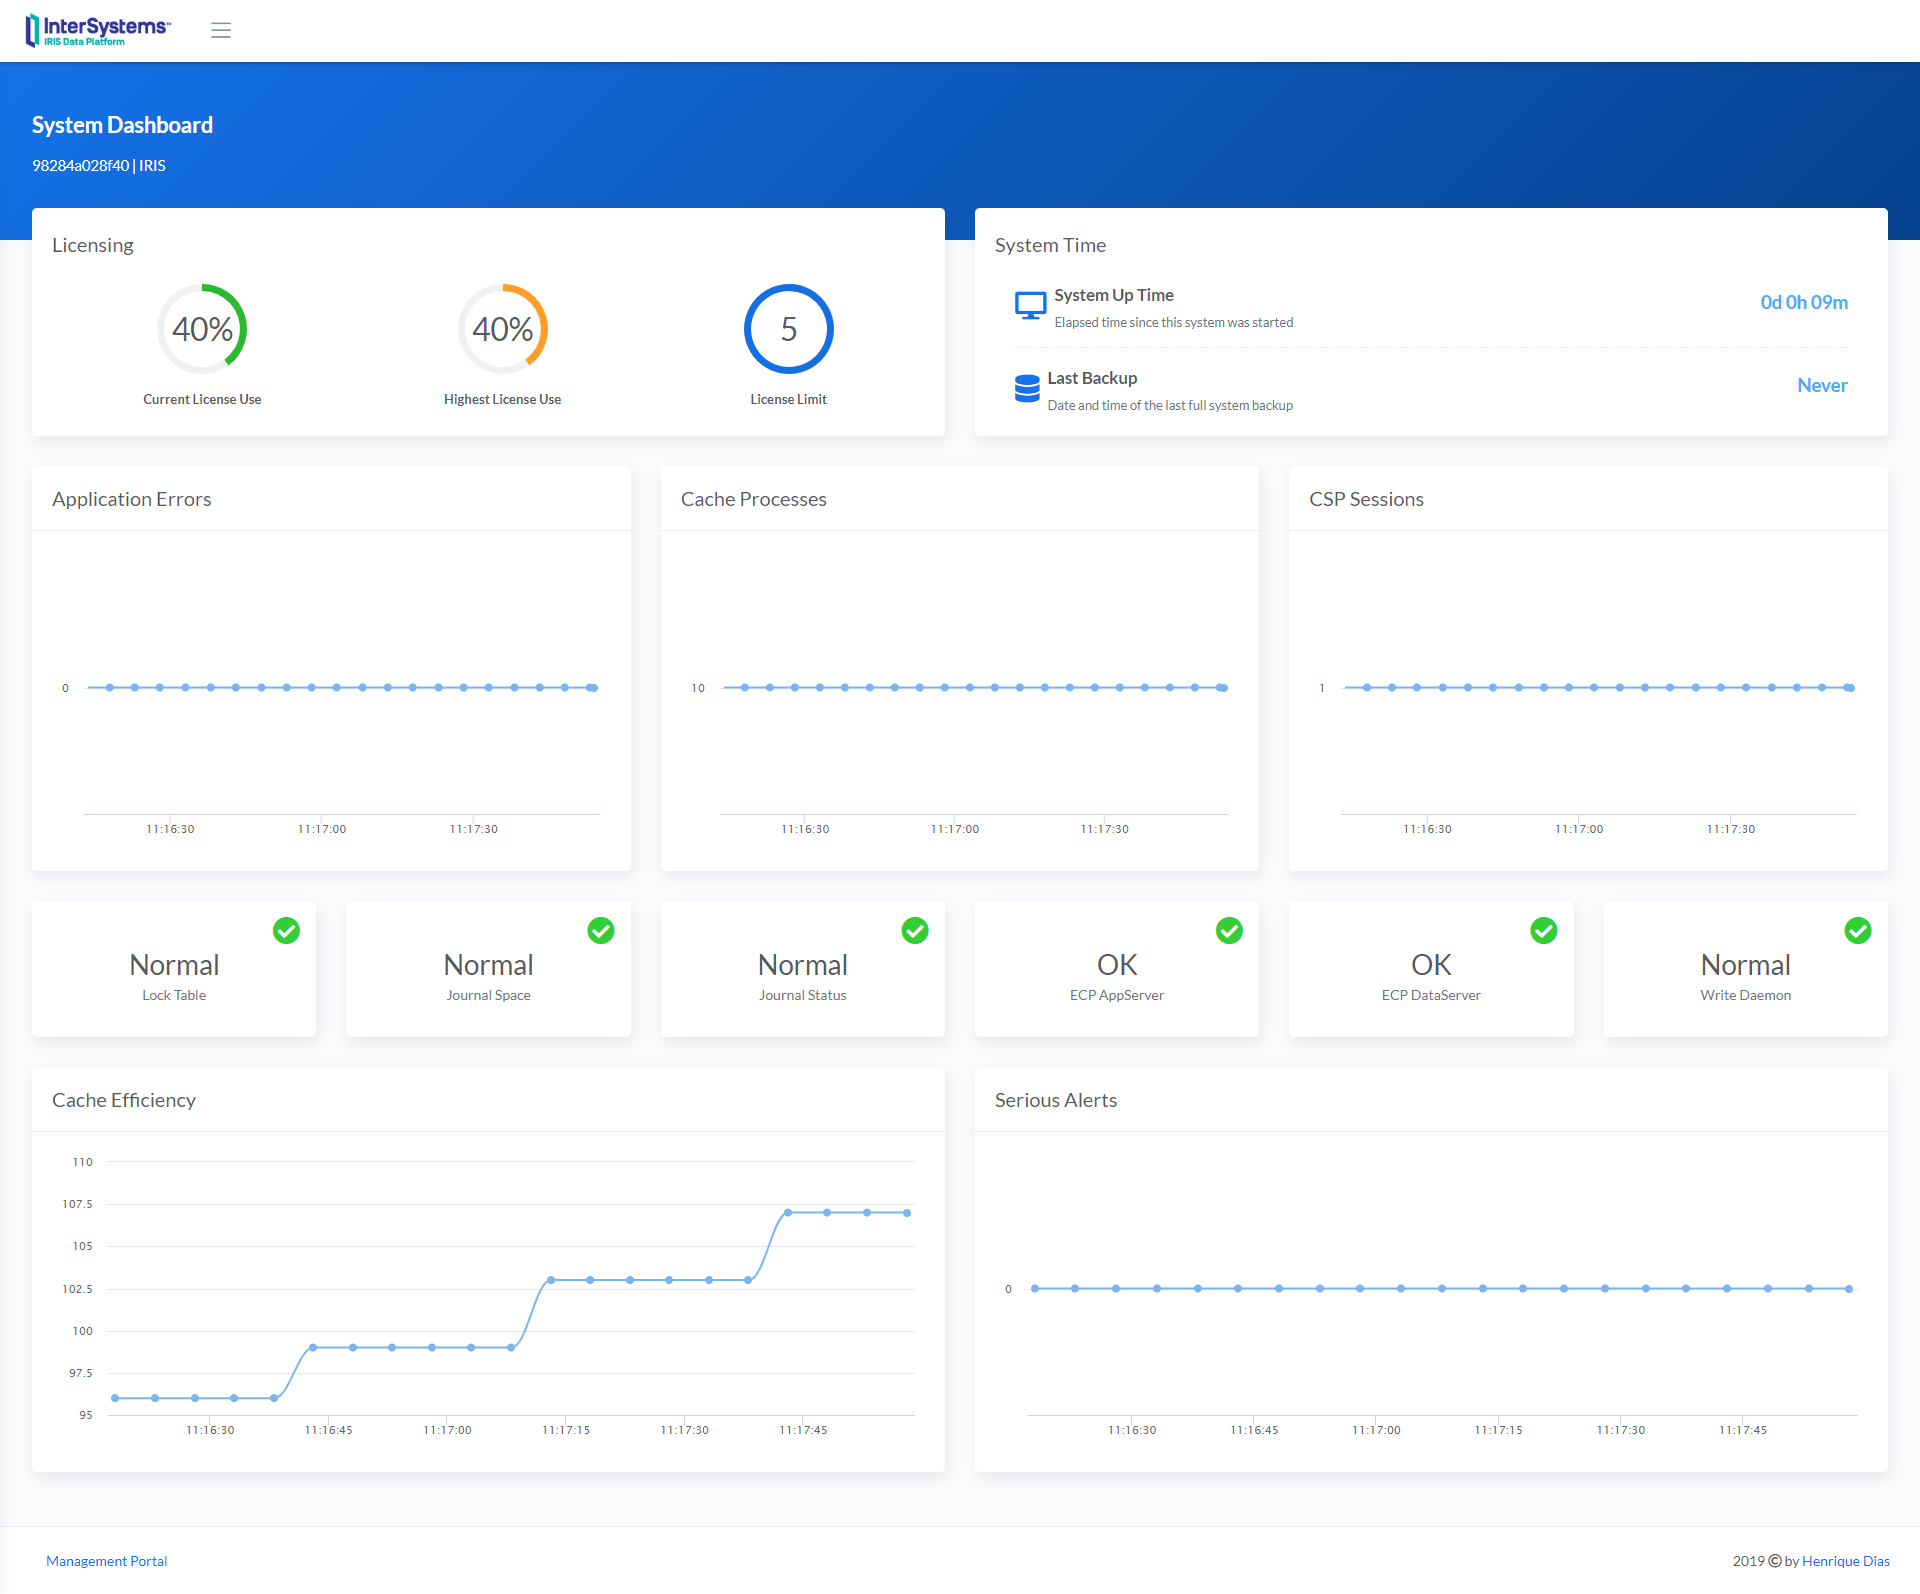 InterSystems™
IRIS Data Platform
System Dashboard
98284a028f40 | IRIS
Licensing
40%
40%
5
Current License Use
Highest License Use
License Limit
System Time
System Up Time
Elapsed time since this system was started
0d 0h 09m
Last Backup
Date and time of the last full system backup
Never
Application Errors
0
11:16:30
11:17:00
11:17:30
Cache Processes
10
11:16:30
11:17:00
11:17:30
CSP Sessions
1
11:16:30
11:17:00
11:17:30
Normal
Lock Table
Normal
Journal Space
Normal
Journal Status
OK
ECP AppServer
OK
ECP DataServer
Normal
Write Daemon
Cache Efficiency
110
107.5
105
102.5
100
97.5
95
11:16:30
11:16:45
11:17:00
11:17:15
11:17:30
11:17:45
Serious Alerts
0
11:16:30
11:16:45
11:17:00
11:17:15
11:17:30
11:17:45
Management Portal
2019 © by Henrique Dias